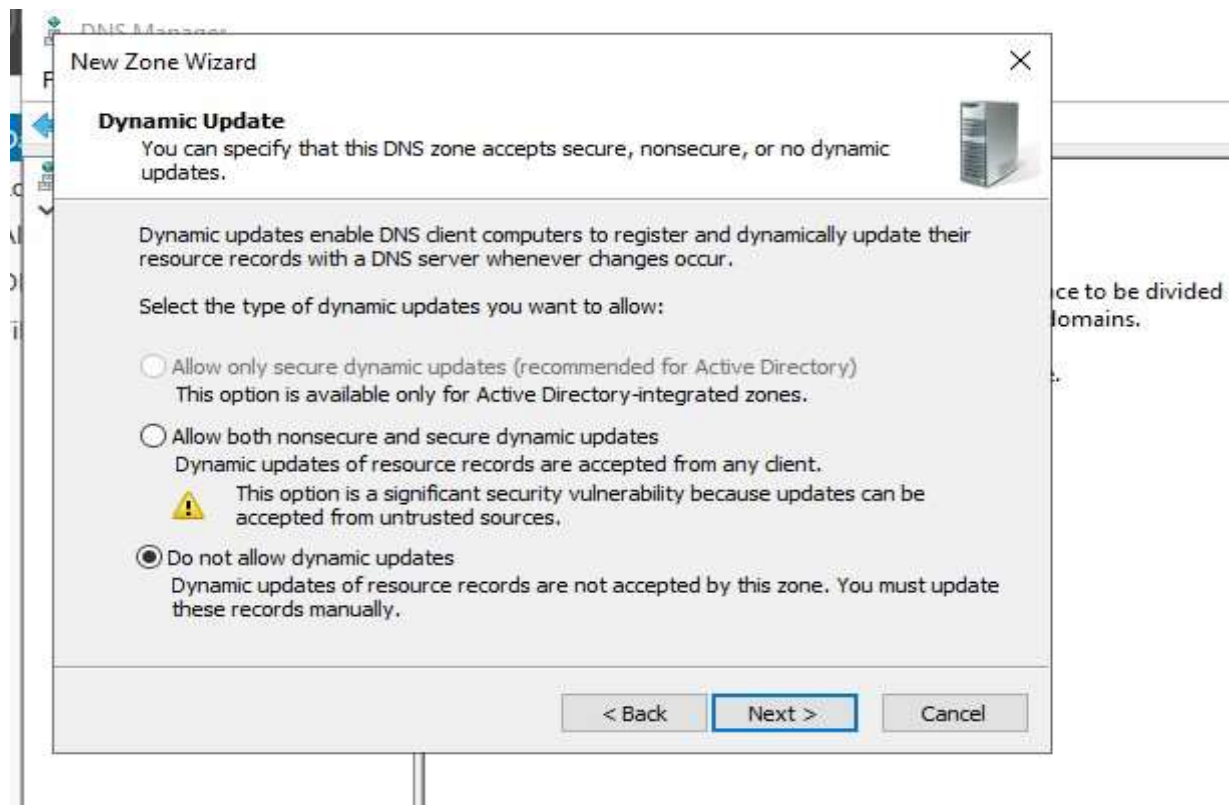 DNS Manager
New Zone Wizard
Dynamic Update
You can specify that this DNS zone accepts secure, nonsecure, or no dynamic
updates.
Dynamic updates enable DNS client computers to register and dynamically update their
resource records with a DNS server whenever changes occur.
Select the type of dynamic updates you want to allow:
Allow only secure dynamic updates (recommended for Active Directory)
This option is available only for Active Directory-integrated zones.
Allow both nonsecure and secure dynamic updates
Dynamic updates of resource records are accepted from any client.
This option is a significant security vulnerability because updates can be
accepted from untrusted sources.
Do not allow dynamic updates
Dynamic updates of resource records are not accepted by this zone. You must update
these records manually.
< Back
Next >
Cancel
to be divided